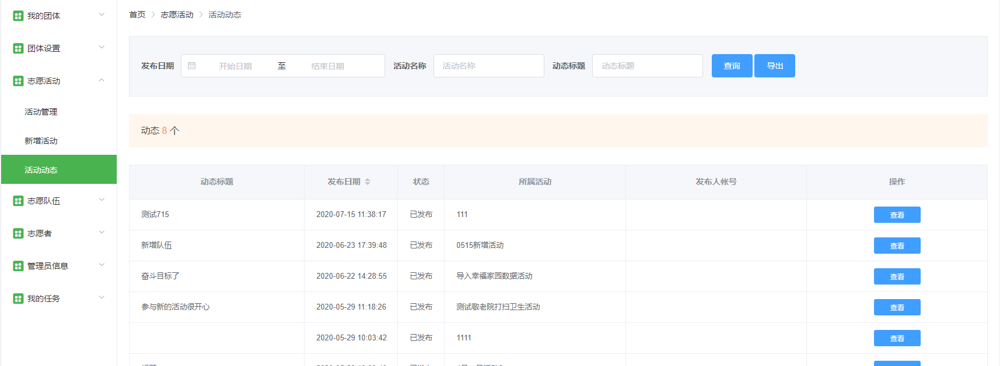 我的团体
团体设置
志愿活动
活动管理
新增活动
活动动态
志愿队伍
志愿者
管理员信息
我的任务
首页 > 志愿活动 > 活动动态
发布日期 开始日期 至 结束日期 活动名称 活动名称 动态标题 动态标题 查询 导出
动态 8 个
动态标题 发布日期 状态 所属活动 发布人帐号 操作
测试715 2020-07-15 11:38:17 已发布 111 查看
新增队伍 2020-06-23 17:39:48 已发布 0515新增活动 查看
奋斗目标了 2020-06-22 14:28:55 已发布 导入幸福家园数据活动 查看
参与新的活动很开心 2020-05-29 11:18:26 已发布 测试敬老院打扫卫生活动 查看
2020-05-29 10:03:42 已发布 1111 查看